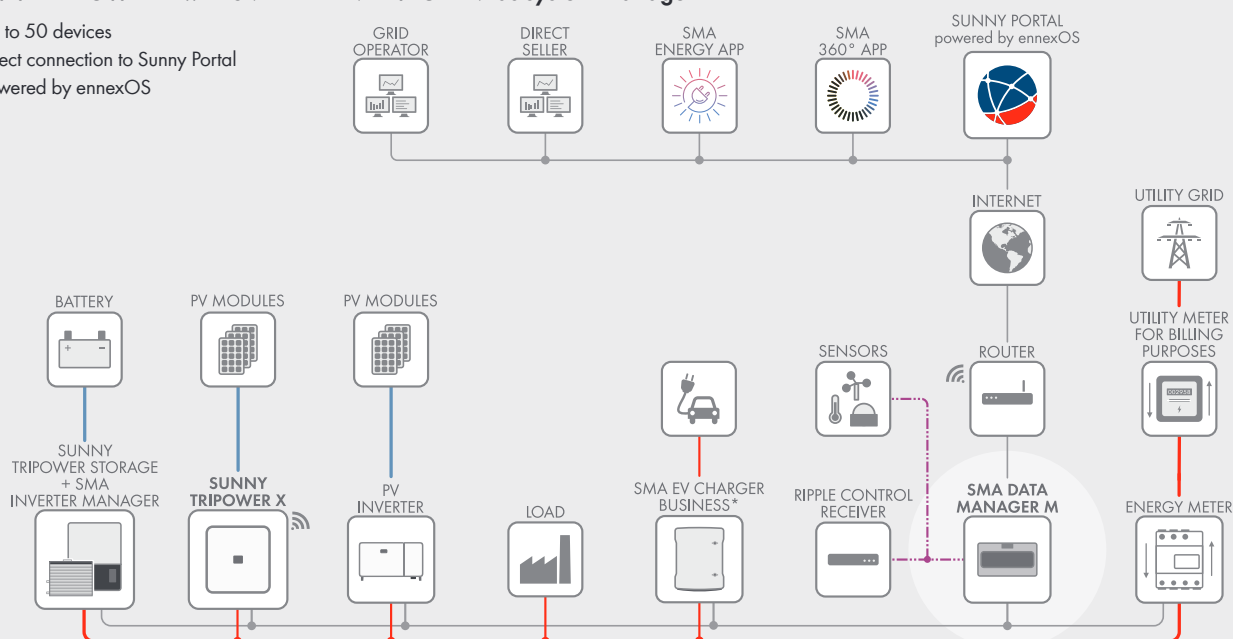 to 50 devices
connection to Sunny Portal
by ennexOS
GRID
OPERATOR
DIRECT
SELLER
SMA
ENERGY APP
SMA
360° APP
SUNNY PORTAL
powered by ennexOS
INTERNET
UTILITY GRID
BATTERY
PV MODULES
PV MODULES
SENSORS
ROUTER
UTILITY METER
FOR BILLING
PURPOSES
SUNNY
TRIPOWER STORAGE
+ SMA
INVERTER MANAGER
SUNNY
TRIPOWER X
PV
INVERTER
LOAD
SMA EV CHARGER
BUSINESS*
RIPPLE CONTROL
RECEIVER
SMA DATA
MANAGER M
ENERGY METER